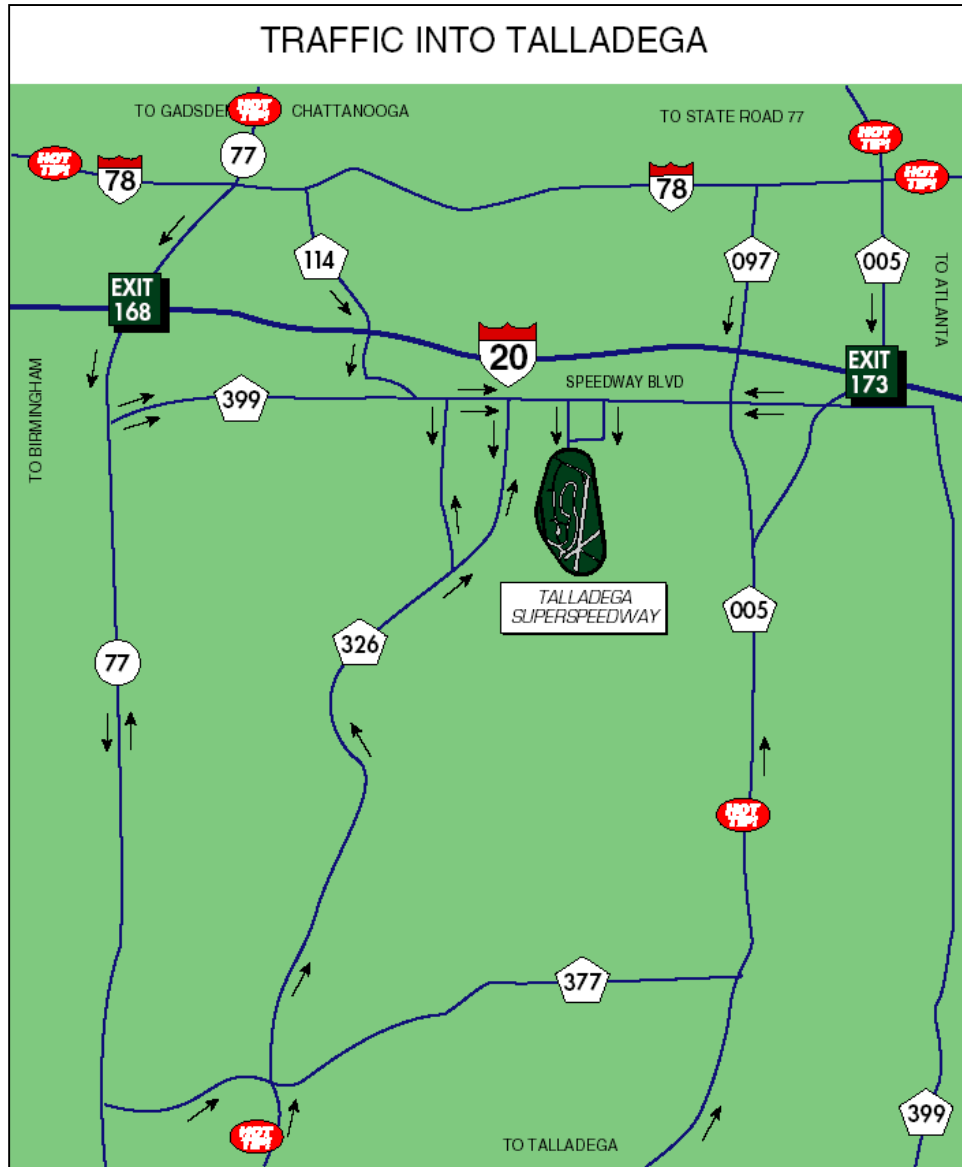 TRAFFIC INTO TALLADEGA
TO GADSDEN
HOT
TIP!
CHATTANOOGA
TO STATE ROAD 77
HOT
TIP!
77
HOT
TIP!
78
78
HOT
TIP!
114
097
005
TO ATLANTA
EXIT
168
20
EXIT
173
SPEEDWAY BLVD
TO BIRMINGHAM
399
TALLADEGA
SUPERSPEEDWAY
005
326
77
HOT
TIP!
377
399
HOT
TIP!
TO TALLADEGA